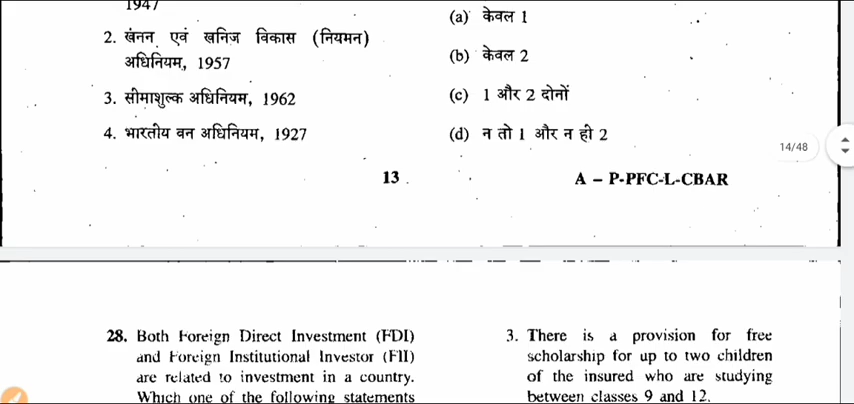 1947
2. खंनन एवं खनिज विकास (नियमन)
अधिनियम, 1957
3. सीमाशुल्क अधिनियम, 1962
4. भारतीय वन अधिनियम, 1927
(a) केवल 1
(b) केवल 2
(c) 1 और 2 दोनों
(d) न तो 1 और न ही 2
14/48
13
A – P-PFC-L-CBAR
28. Both Foreign Direct Investment (FDI)
and Foreign Institutional Investor (FII)
are related to investment in a country.
Which one of the following statements
3. There is a provision for free
scholarship for up to two children
of the insured who are studying
between classes 9 and 12.